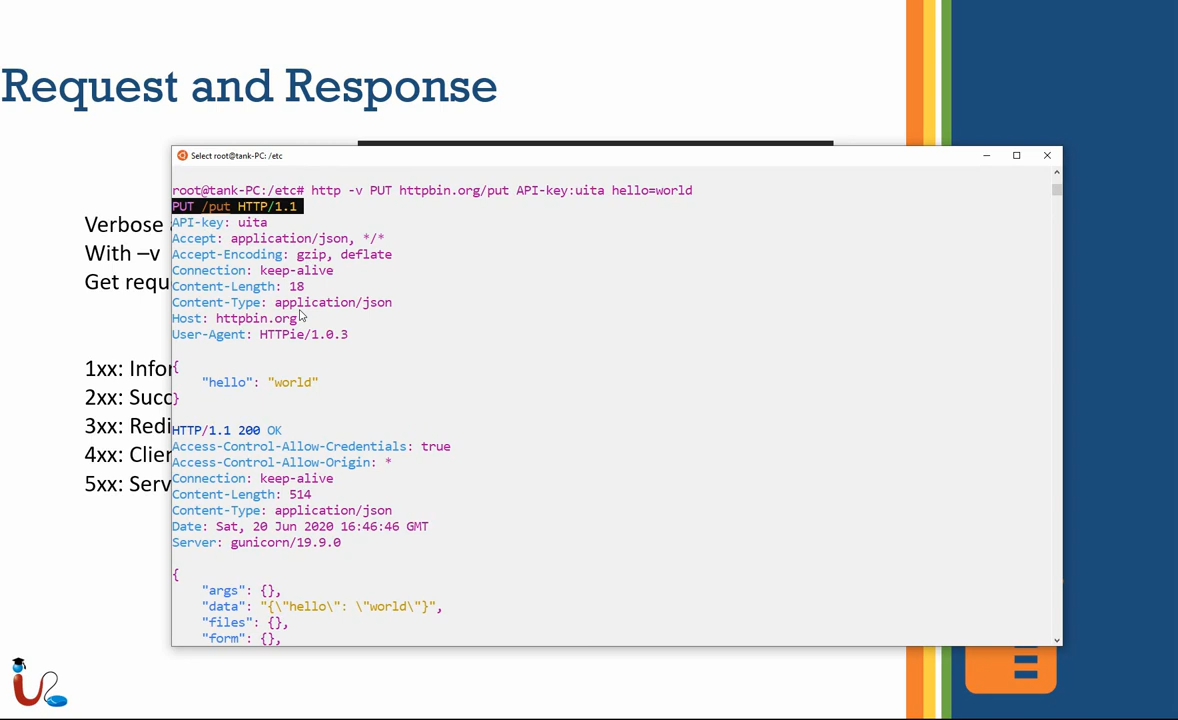 Request and Response
Select root@tank-PC: /etc
root@tank-PC:/etc# http -v PUT httpbin.org/put API-key:uita hello=world
PUT /put HTTP/1.1
API-key: uita
Accept: application/json, */*
Accept-Encoding: gzip, deflate
Connection: keep-alive
Content-Length: 18
Content-Type: application/json
Host: httpbin.org
User-Agent: HTTPie/1.0.3
{
"hello": "world"
}
HTTP/1.1 200 OK
Access-Control-Allow-Credentials: true
Access-Control-Allow-Origin: *
Connection: keep-alive
Content-Length: 514
Content-Type: application/json
Date: Sat, 20 Jun 2020 16:46:46 GMT
Server: gunicorn/19.9.0
{
"args": {},
"data": "{\"hello\": \"world\"}",
"files": {},
"form": {},
Verbose
With –v
Get requ
1xx: Infor
2xx: Succ
3xx: Redi
4xx: Clier
5xx: Serv